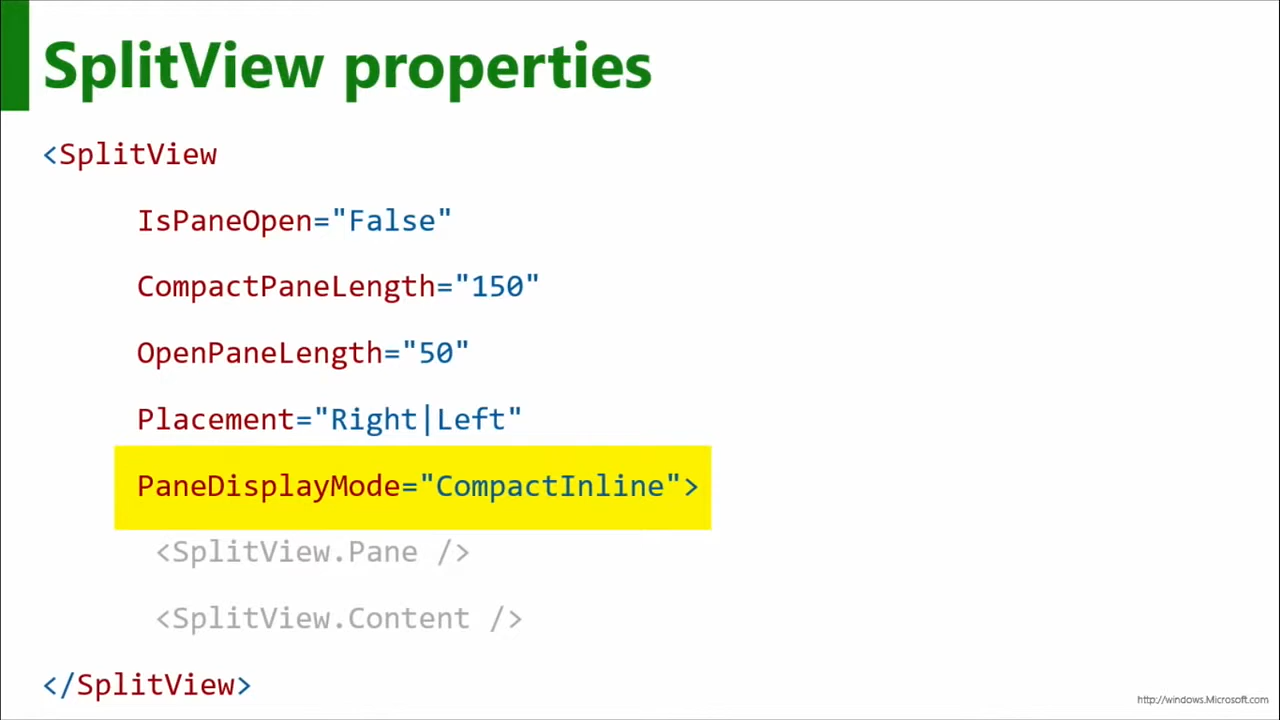 SplitView properties
<SplitView
IsPaneOpen="False"
CompactPaneLength="150"
OpenPaneLength="50"
Placement="Right|Left"
PaneDisplayMode="CompactInline">
<SplitView.Pane />
<SplitView.Content />
</SplitView>
http://windows.Microsoft.com